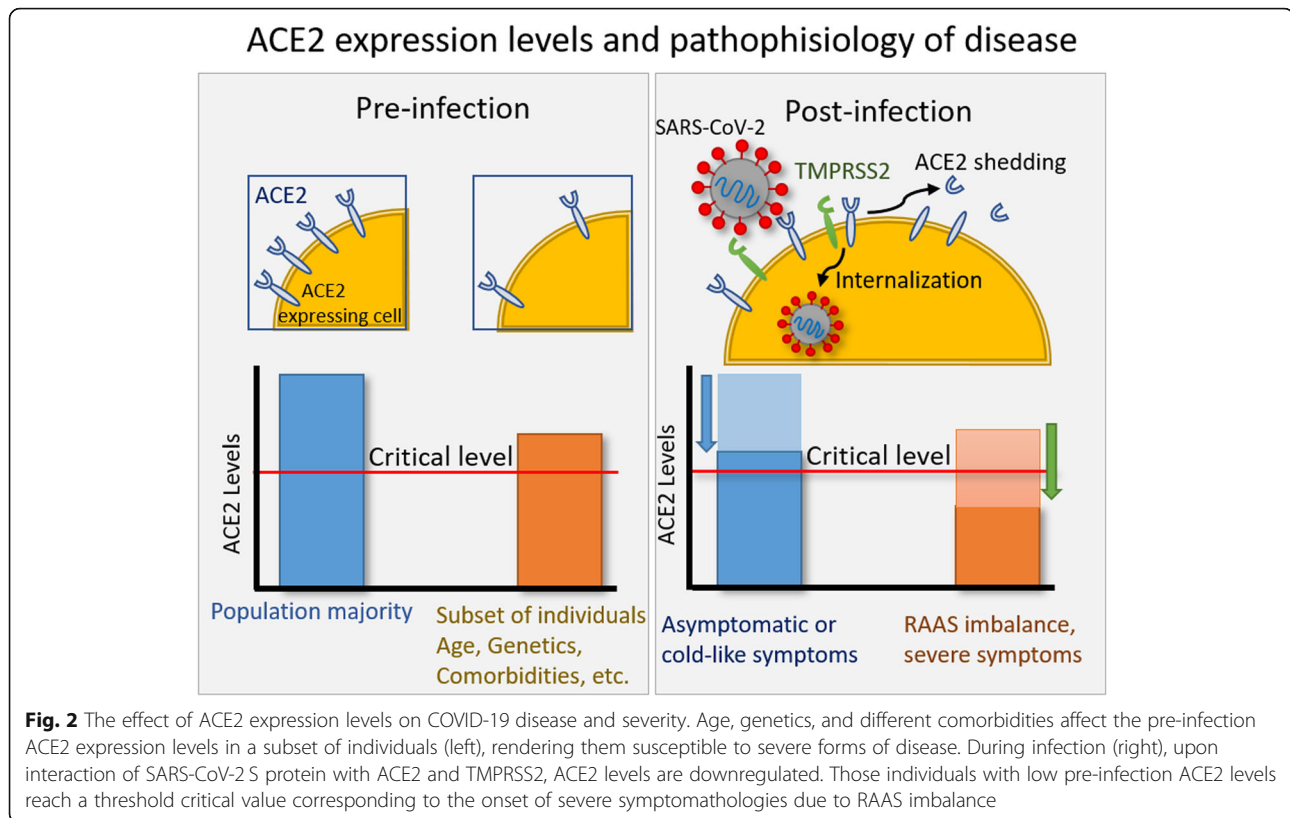 ACE2 expression levels and pathophisiology of disease
Pre-infection
ACE2
ACE2
expressing cell
ACE2 Levels
Critical level
Population majority
Subset of individuals
Age, Genetics,
Comorbidities, etc.
Post-infection
SARS-CoV-2
TMPRSS2
ACE2 shedding
Internalization
ACE2 Levels
Critical level
Asymptomatic or
cold-like symptoms
RAAS imbalance,
severe symptoms
Fig. 2 The effect of ACE2 expression levels on COVID-19 disease and severity. Age, genetics, and different comorbidities affect the pre-infection
ACE2 expression levels in a subset of individuals (left), rendering them susceptible to severe forms of disease. During infection (right), upon
interaction of SARS-CoV-2 S protein with ACE2 and TMPRSS2, ACE2 levels are downregulated. Those individuals with low pre-infection ACE2 levels
reach a threshold critical value corresponding to the onset of severe symptomathologies due to RAAS imbalance